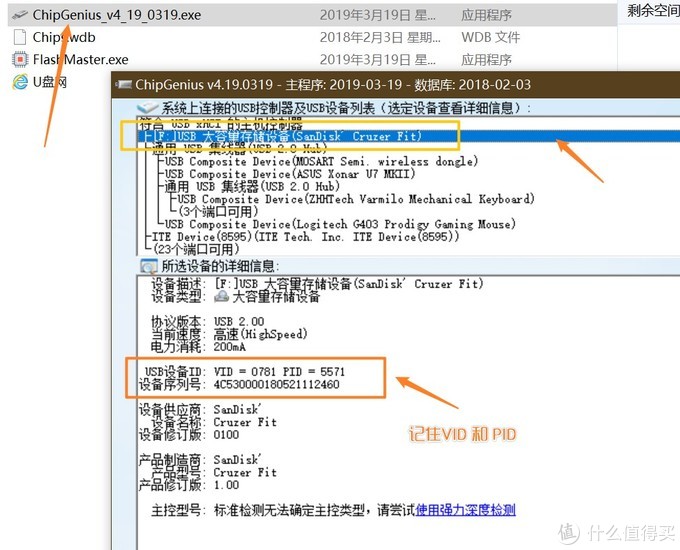 剩余空间
ChipGenius_v4_19_0319.exe 2019年3月19日 星... 应用程序
2018年2月3日 星期... WDB 文件
FlashMaster.exe 2019年3月19日 星... 应用程序
U盘网
ChipGenius v4.19.0319 - 主程序: 2019-03-19 - 数据库: 2018-02-03
系统上连接的USB控制器及USB设备列表(选定设备查看详细信息):
符合 USB xHCI 的主机控制器
[F:]USB 大容量存储设备(SanDisk' Cruzer Fit)
通用 USB 集线器(USB 2.0 Hub)
USB Composite Device(MOSART Semi. wireless dongle)
USB Composite Device(ASUS Xonar U7 MKII)
通用 USB 集线器(USB 2.0 Hub)
USB Composite Device(ZHHTech Varmilo Mechanical Keyboard)
(3个端口可用)
USB Composite Device(Logitech G403 Prodigy Gaming Mouse)
ITE Device(8595)(ITE Tech. Inc. ITE Device(8595))
(23个端口可用)
所选设备的详细信息:
设备描述: [F:]USB 大容量存储设备(SanDisk' Cruzer Fit)
设备类型: 大容量存储设备
协议版本: USB 2.00
当前速度: 高速(HighSpeed)
电力消耗: 200mA
USB设备ID: VID = 0781 PID = 5571
设备序列号: 4C530000180521112460
设备供应商: SanDisk'
设备名称: Cruzer Fit
设备修订版: 0100
记住VID 和 PID
产品制造商: SanDisk'
产品型号: Cruzer Fit
产品修订版: 1.00
主控型号: 标准检测无法确定主控类型, 请尝试使用强力深度检测
值 什么值得买